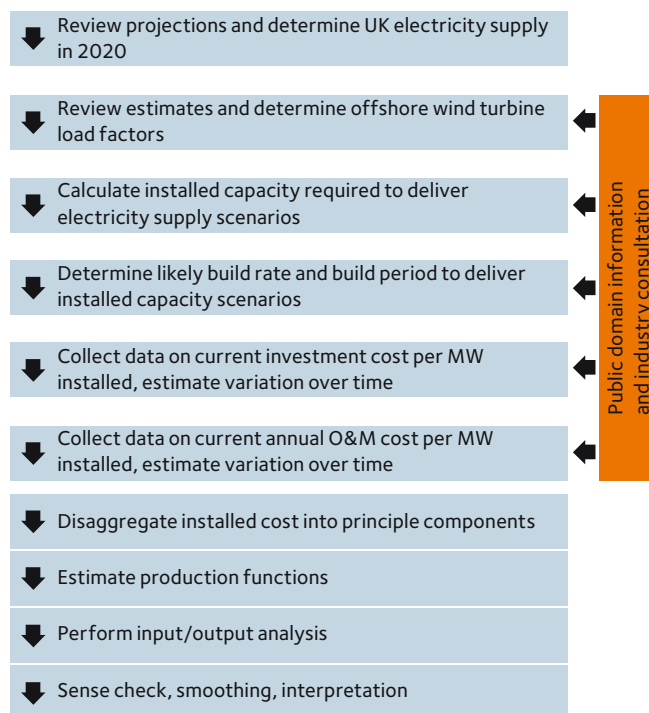 Review projections and determine UK electricity supply
in 2020
Review estimates and determine offshore wind turbine
load factors
Calculate installed capacity required to deliver
electricity supply scenarios
Determine likely build rate and build period to deliver
installed capacity scenarios
Collect data on current investment cost per MW
installed, estimate variation over time
Collect data on current annual O&M cost per MW
installed, estimate variation over time
Disaggregate installed cost into principle components
Estimate production functions
Perform input/output analysis
Sense check, smoothing, interpretation
Public domain information
and industry consultation